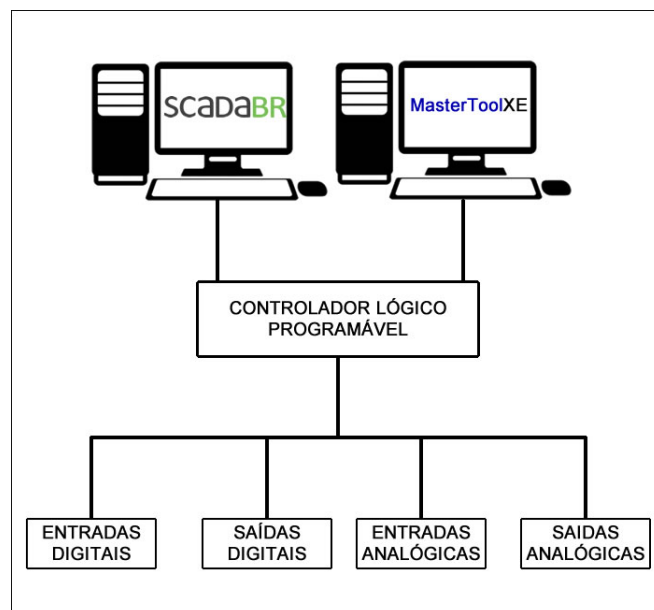 SCADABR
MasterToolXE
CONTROLADOR LÓGICO
PROGRAMÁVEL
ENTRADAS
DIGITAIS
SAÍDAS
DIGITAIS
ENTRADAS
ANALÓGICAS
SAIDAS
ANALÓGICAS